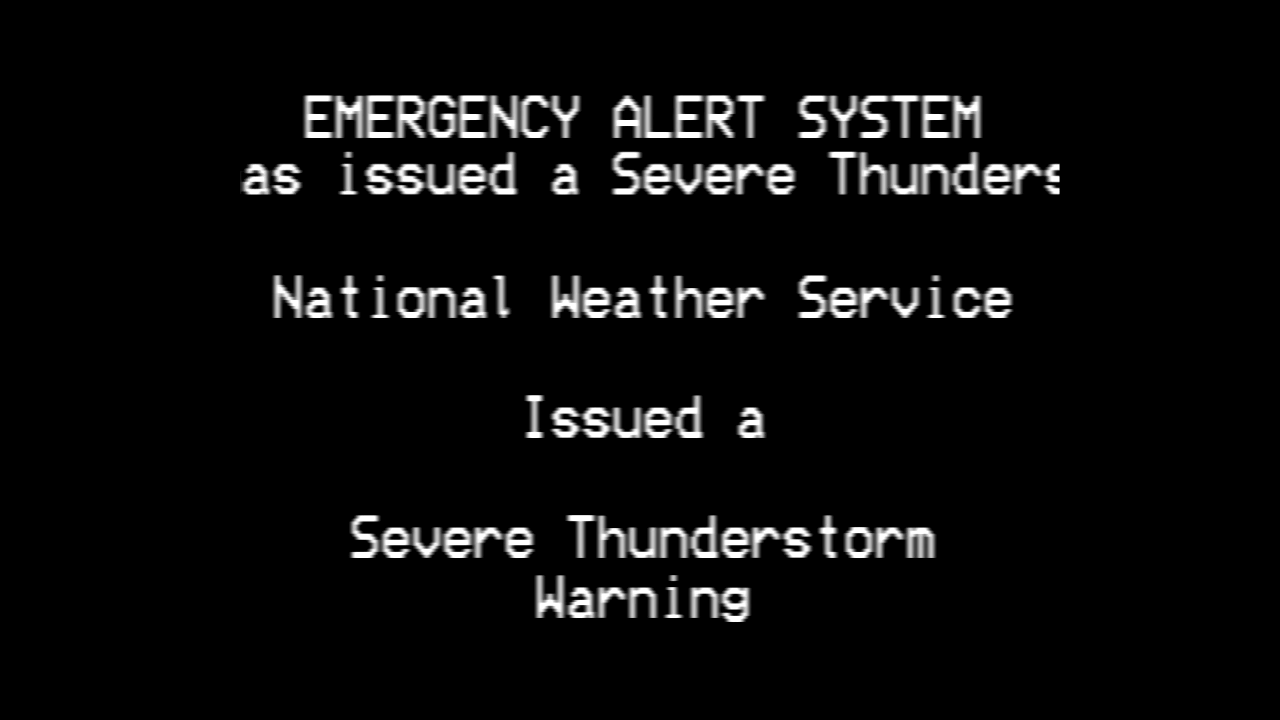 EMERGENCY ALERT SYSTEM
as issued a Severe Thunders
National Weather Service
Issued a
Severe Thunderstorm
Warning